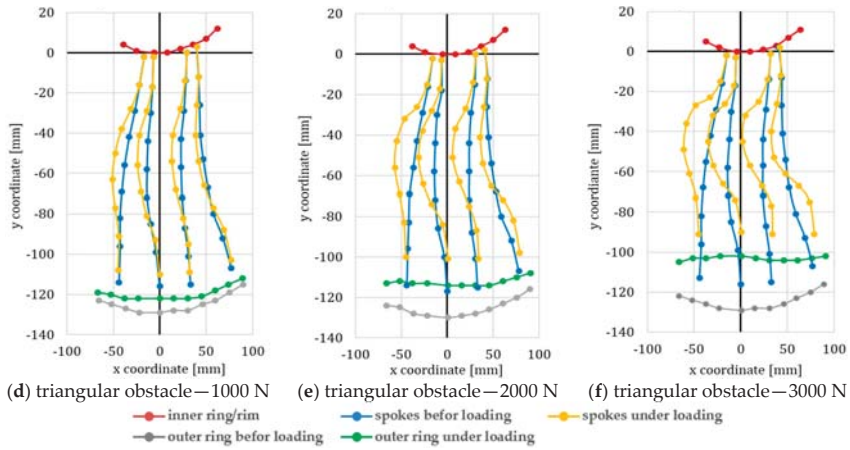 20
0
-20
-40
-60
-80
-100
-120
-140
y coordinate [mm]
-100 -50 0 50 100
x coordinate [mm]
(d) triangular obstacle—1000 N
20
0
-20
-40
-60
-80
-100
-120
-140
y coordinate [mm]
-100 -50 0 50 100
x coordinate [mm]
(e) triangular obstacle—2000 N
20
0
-20
-40
-60
-80
-100
-120
-140
y coordiante [mm]
-100 -50 0 50 100
x coordinate [mm]
(f) triangular obstacle—3000 N
inner ring/rim
spokes befor loading
spokes under loading
outer ring befor loading
outer ring under loading